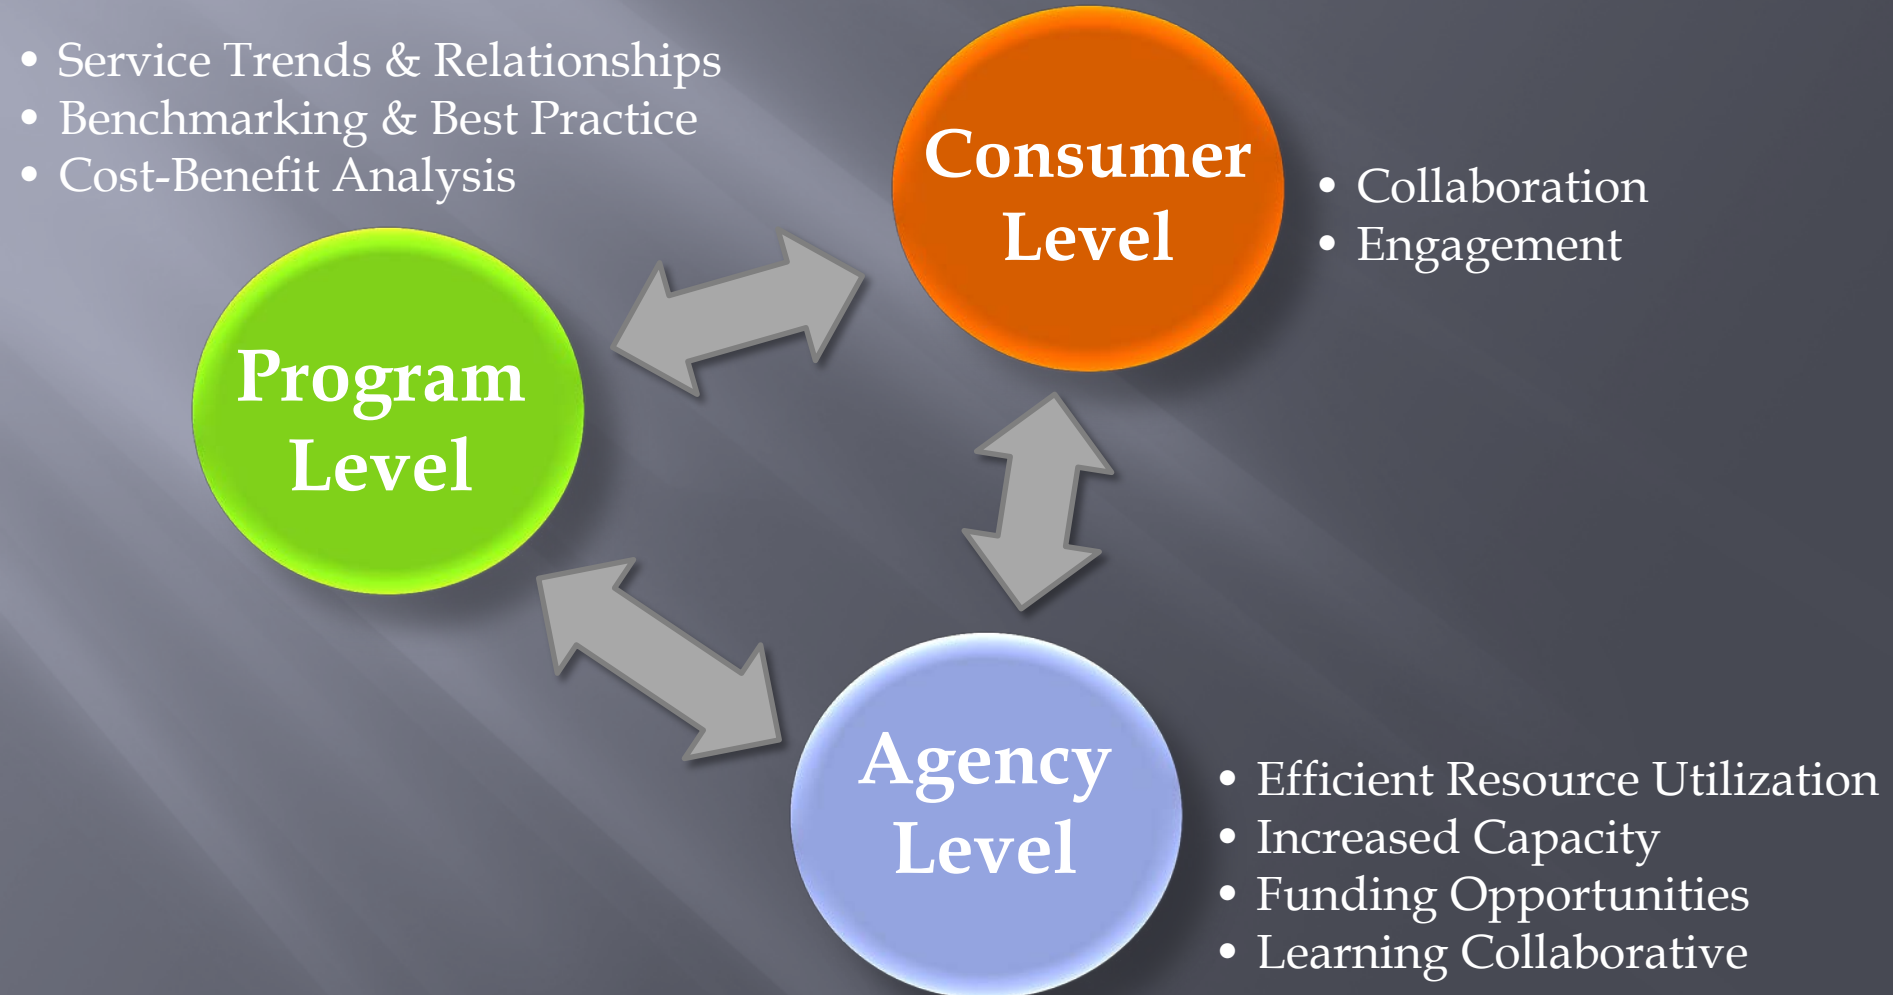 • Service Trends & Relationships
• Benchmarking & Best Practice
• Cost-Benefit Analysis
Consumer
Level
• Collaboration
• Engagement
Program
Level
Agency
Level
• Efficient Resource Utilization
• Increased Capacity
• Funding Opportunities
• Learning Collaborative